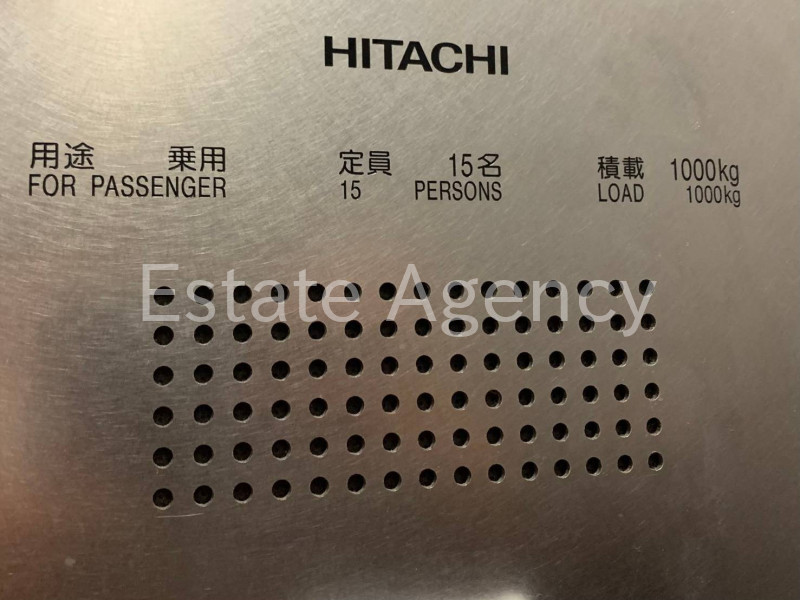 HITACHI
用途 乗用 定員 15名 積載 1000kg
FOR PASSENGER 15 PERSONS LOAD 1000kg
Estate Agency